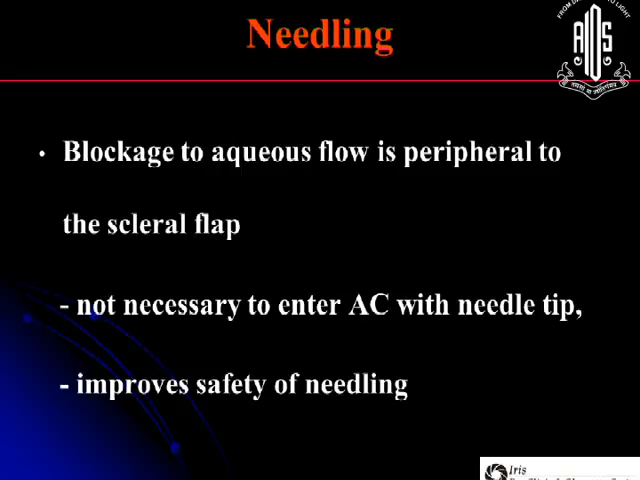 Needling
AIOS
• Blockage to aqueous flow is peripheral to
the scleral flap
- not necessary to enter AC with needle tip,
- improves safety of needling
Iris